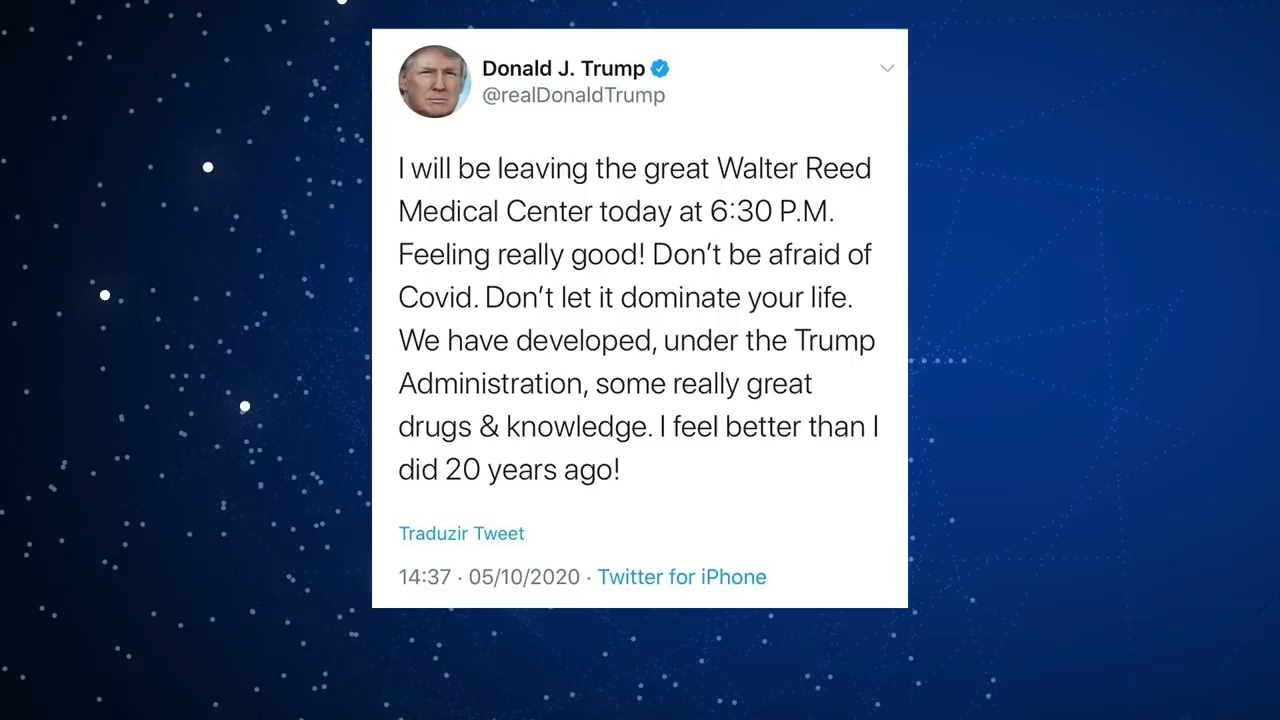 Donald J. Trump
@realDonaldTrump
I will be leaving the great Walter Reed
Medical Center today at 6:30 P.M.
Feeling really good! Don’t be afraid of
Covid. Don’t let it dominate your life.
We have developed, under the Trump
Administration, some really great
drugs & knowledge. I feel better than I
did 20 years ago!
Traduzir Tweet
14:37 · 05/10/2020 · Twitter for iPhone